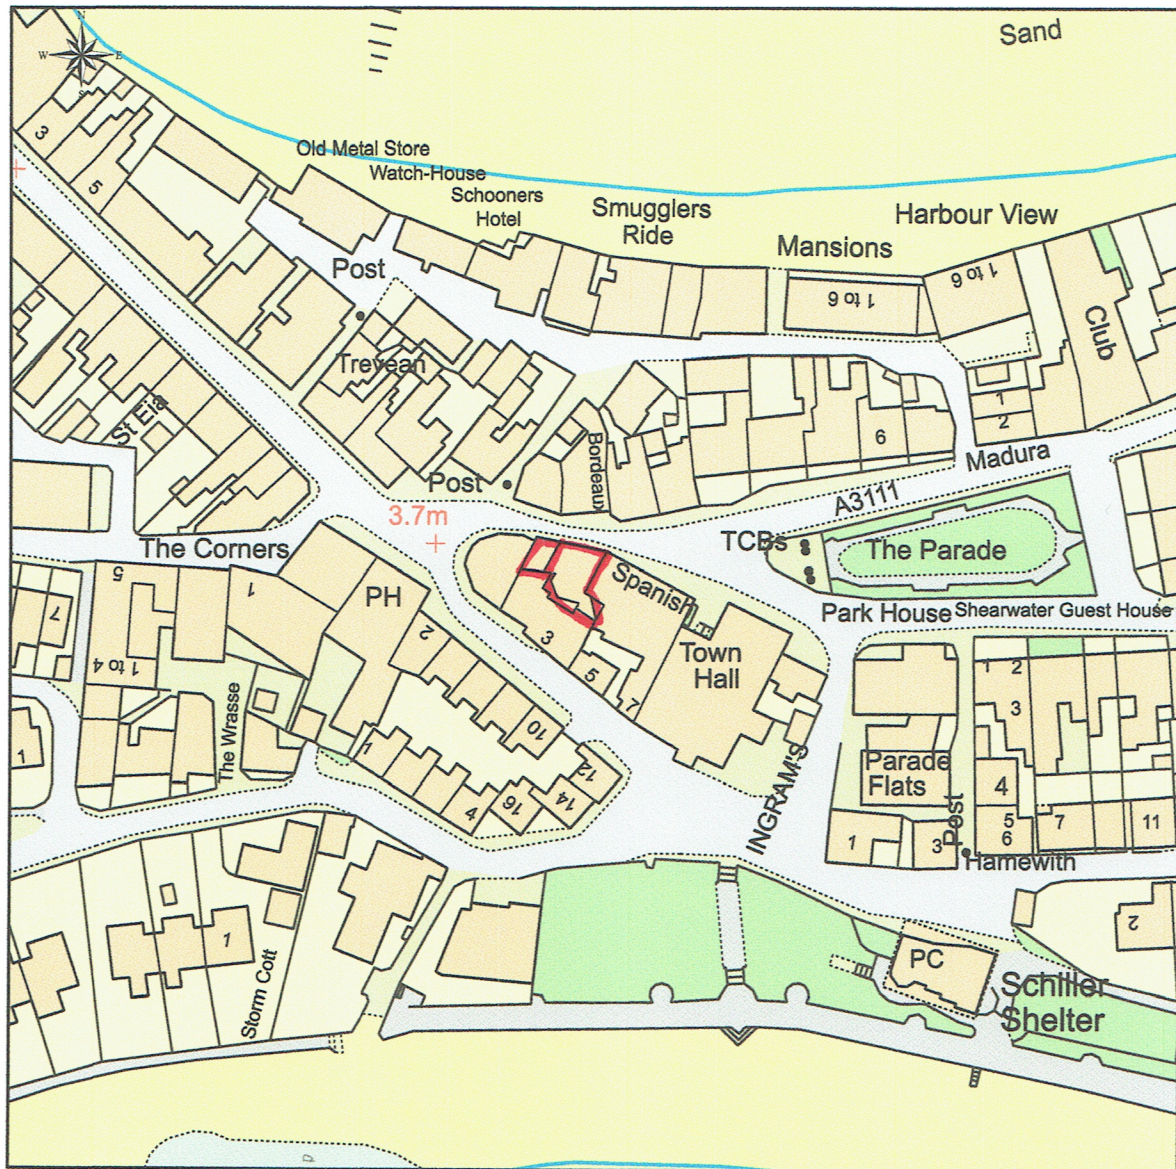 N
W E
S
Sand
3
5
Old Metal Store
Watch-House
Schooners
Hotel
Smugglers
Ride
Harbour View
Mansions
1 to 6
1 to 6
Club
Post
Trevean
St Eia
Bordeaux
6
1
2
Madura
Post
A3111
3.7m
TCBs
The Corners
The Parade
5
1
PH
7
Spanish
Park House
Shearwater Guest House
2
3
Town
Hall
1 to 4
5
7
1
2
3
The Wrasse
10
1
1
12
14
16
4
INGRAM'S
Parade
Flats
4
Post
5
6
7
11
1
3
Hamewith
2
1
Storm Cott
PC
Schiller
Shelter